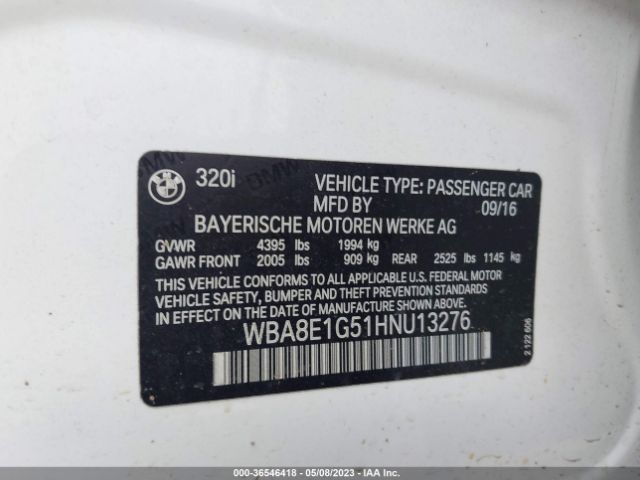 BMW
320i
VEHICLE TYPE: PASSENGER CAR
MFD BY 09/16
BAYERISCHE MOTOREN WERKE AG
GVWR 4395 lbs 1994 kg
GAWR FRONT 2005 lbs 909 kg REAR 2525 lbs 1145 kg
THIS VEHICLE CONFORMS TO ALL APPLICABLE U.S. FEDERAL MOTOR
VEHICLE SAFETY, BUMPER AND THEFT PREVENTION STANDARDS
IN EFFECT ON THE DATE OF MANUFACTURE SHOWN ABOVE.
WBA8E1G51HNU13276
2 122 606
000-36546418 - 05/08/2023 - IAA Inc.